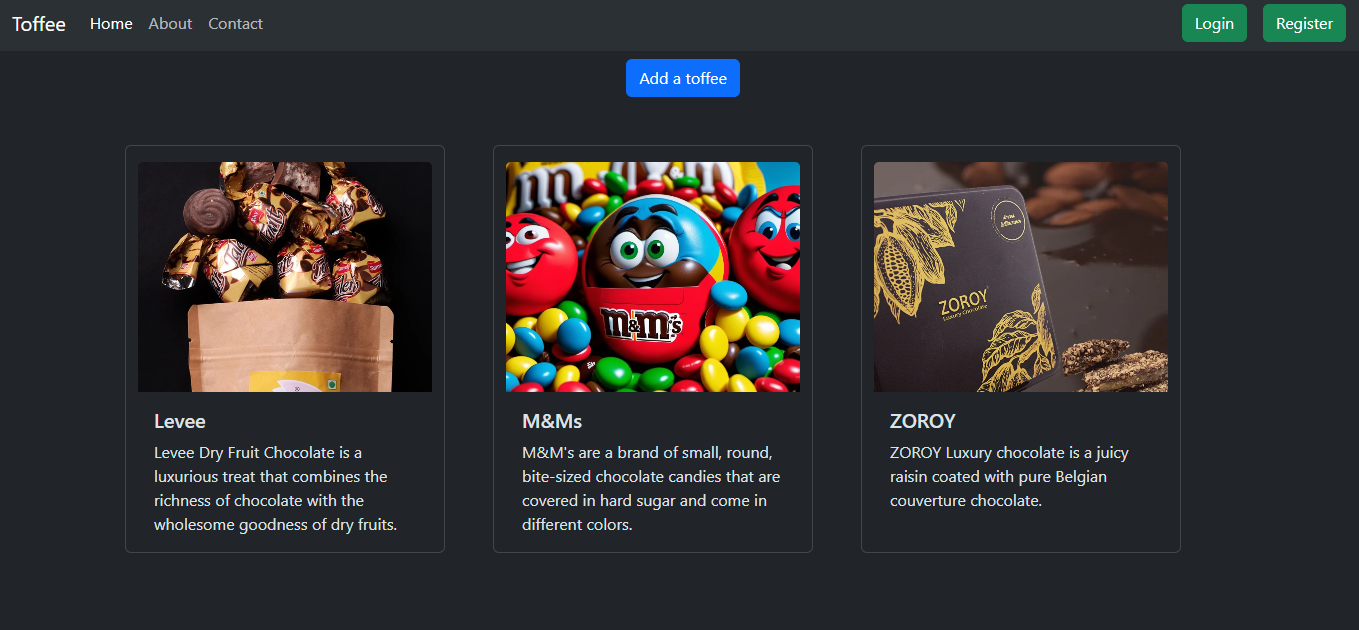 Toffee Home About Contact Login Register
Add a toffee
m m
M&M's
ZOROY
Luxury Chocolate
Levee
Levee Dry Fruit Chocolate is a
luxurious treat that combines the
richness of chocolate with the
wholesome goodness of dry fruits.
M&Ms
M&M's are a brand of small, round,
bite-sized chocolate candies that are
covered in hard sugar and come in
different colors.
ZOROY
ZOROY Luxury chocolate is a juicy
raisin coated with pure Belgian
couverture chocolate.